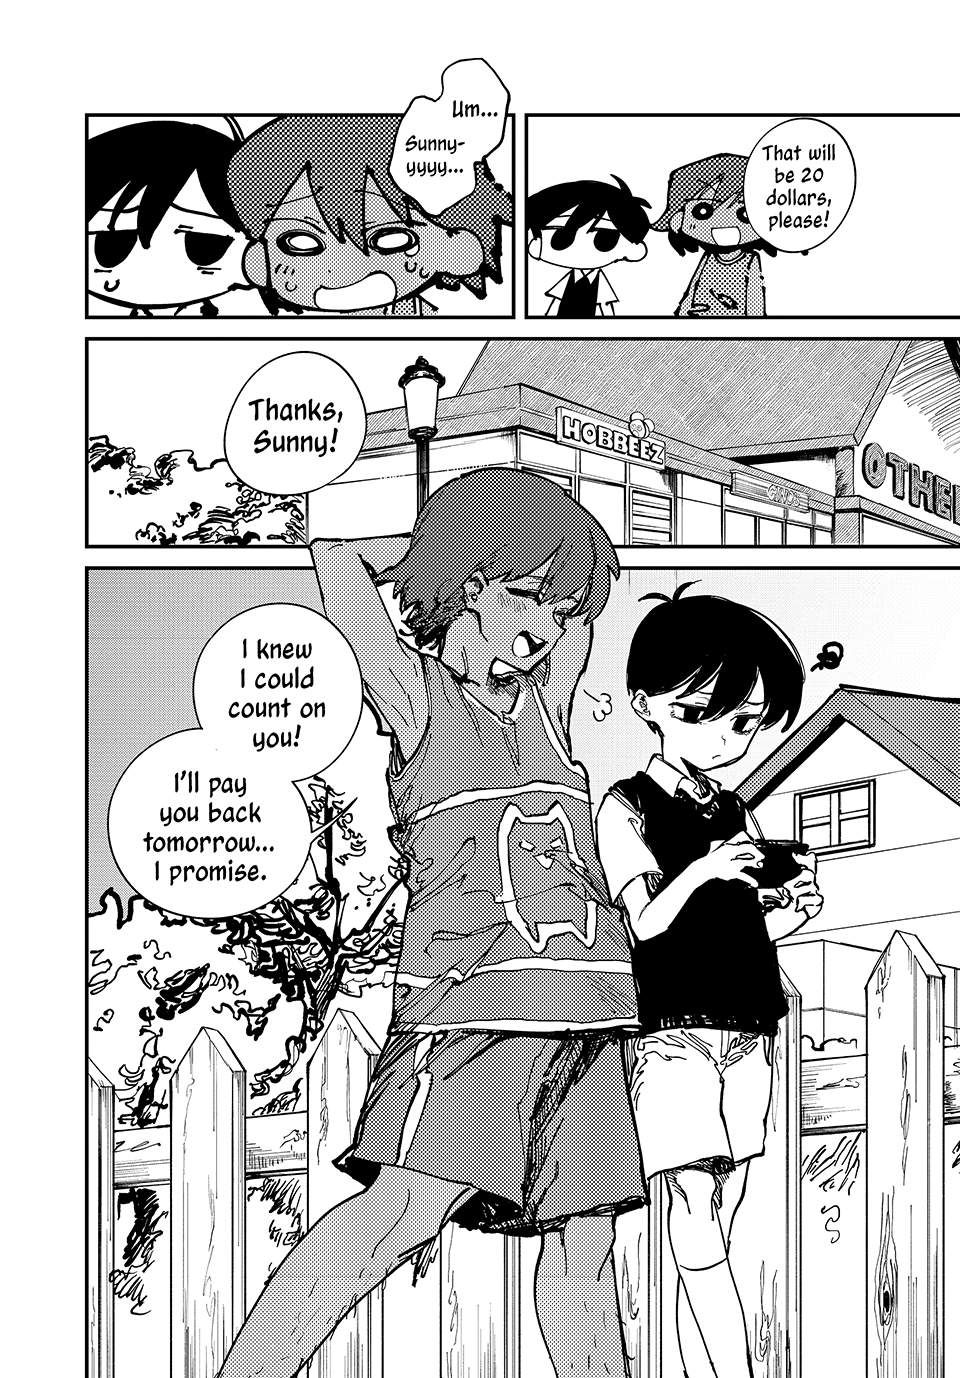 That will
be 20
dollars,
please!
Um...
Sunny-
yyyy...
Thanks,
Sunny!
HOBBEEZ
GINO'S
OTHE
I knew
I could
count on
you!
I'll pay
you back
tomorrow...
I promise.